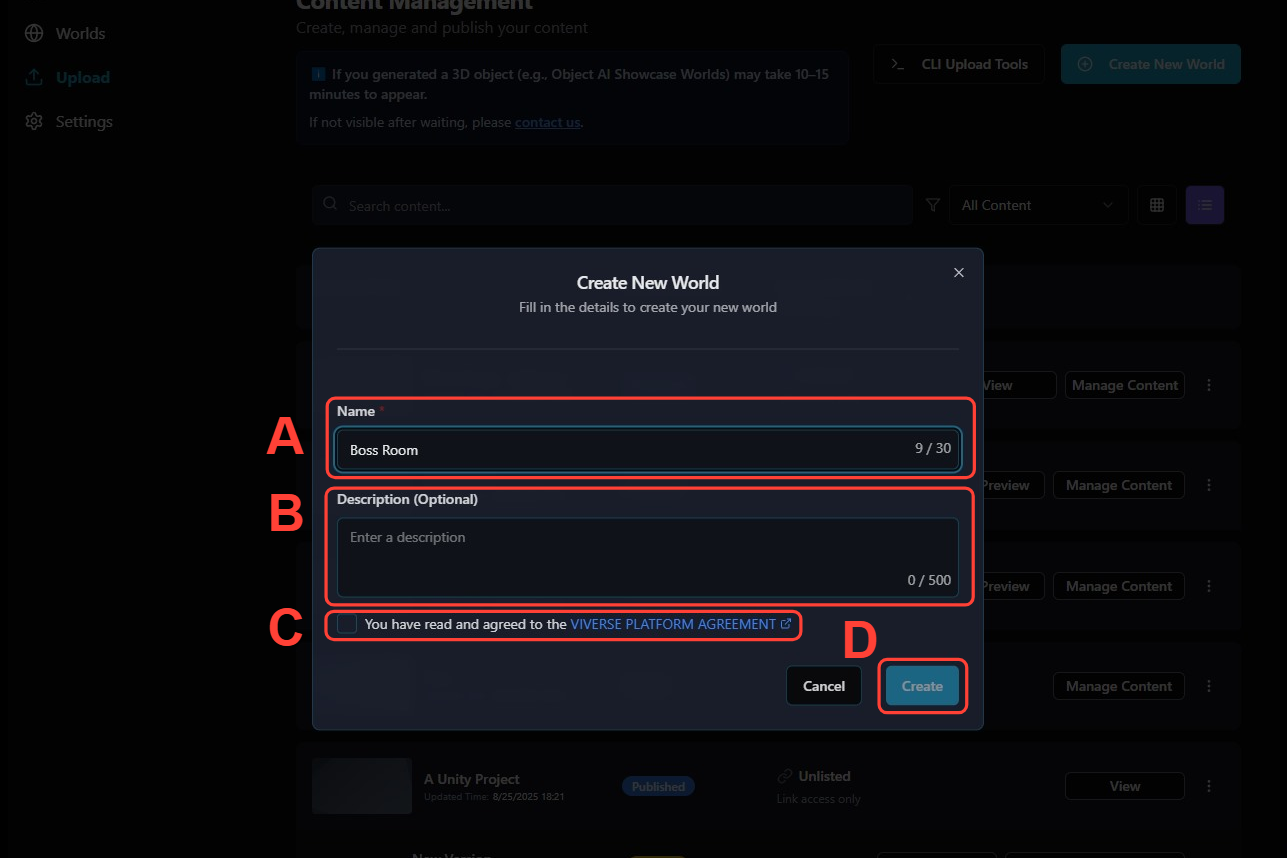 Content Management
Worlds
Create, manage and publish your content
Upload
If you generated a 3D object (e.g., Object AI Showcase Worlds) may take 10–15
minutes to appear.
CLI Upload Tools
Create New World
Settings
If not visible after waiting, please contact us.
Search content...
All Content
Create New World
Fill in the details to create your new world
View
Manage Content
A
Name *
Boss Room
9 / 30
B
Description (Optional)
Enter a description
0 / 500
Preview
Manage Content
Preview
Manage Content
C
You have read and agreed to the VIVERSE PLATFORM AGREEMENT
D
Cancel
Create
Manage Content
A Unity Project
Updated Time: 8/25/2025 18:21
Published
Unlisted
Link access only
View
New Version